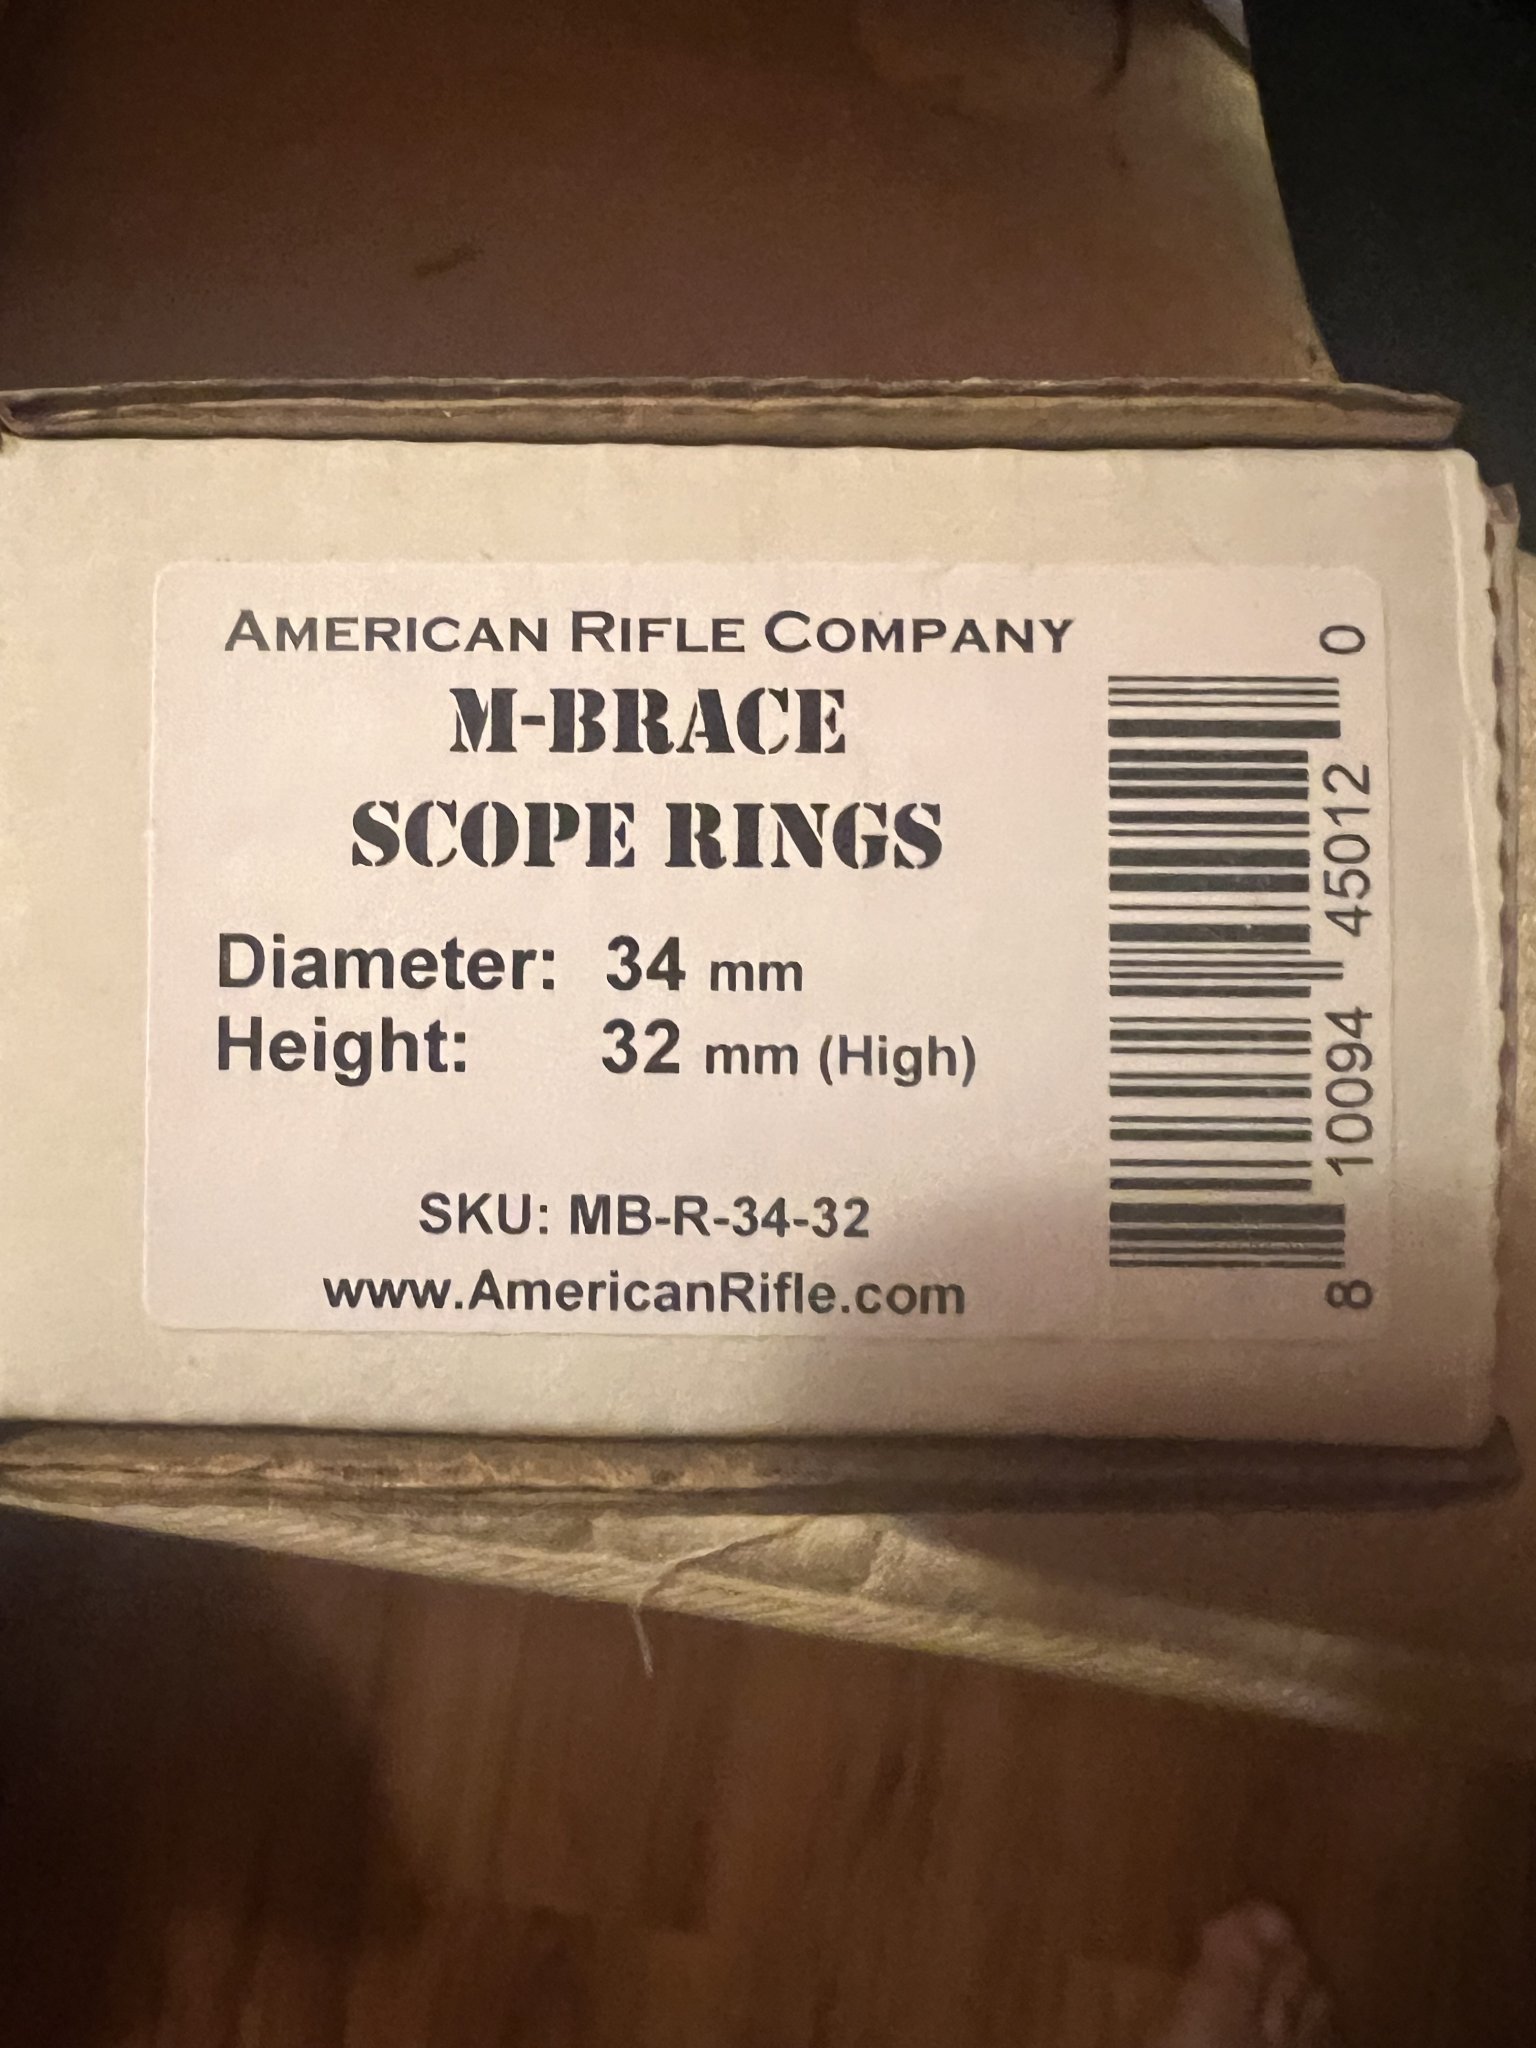 AMERICAN RIFLE COMPANY
M-BRACE
SCOPE RINGS
Diameter: 34 mm
Height: 32 mm (High)
SKU: MB-R-34-32
www.AmericanRifle.com
8 10094 45012 0